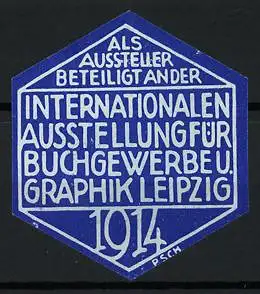 ALS
AUSSTELLER
BETEILIGT AN DER
INTERNATIONALEN
AUSSTELLUNG FÜR
BUCHGEWERBE U.
GRAPHIK LEIPZIG
1914
P.SCH.